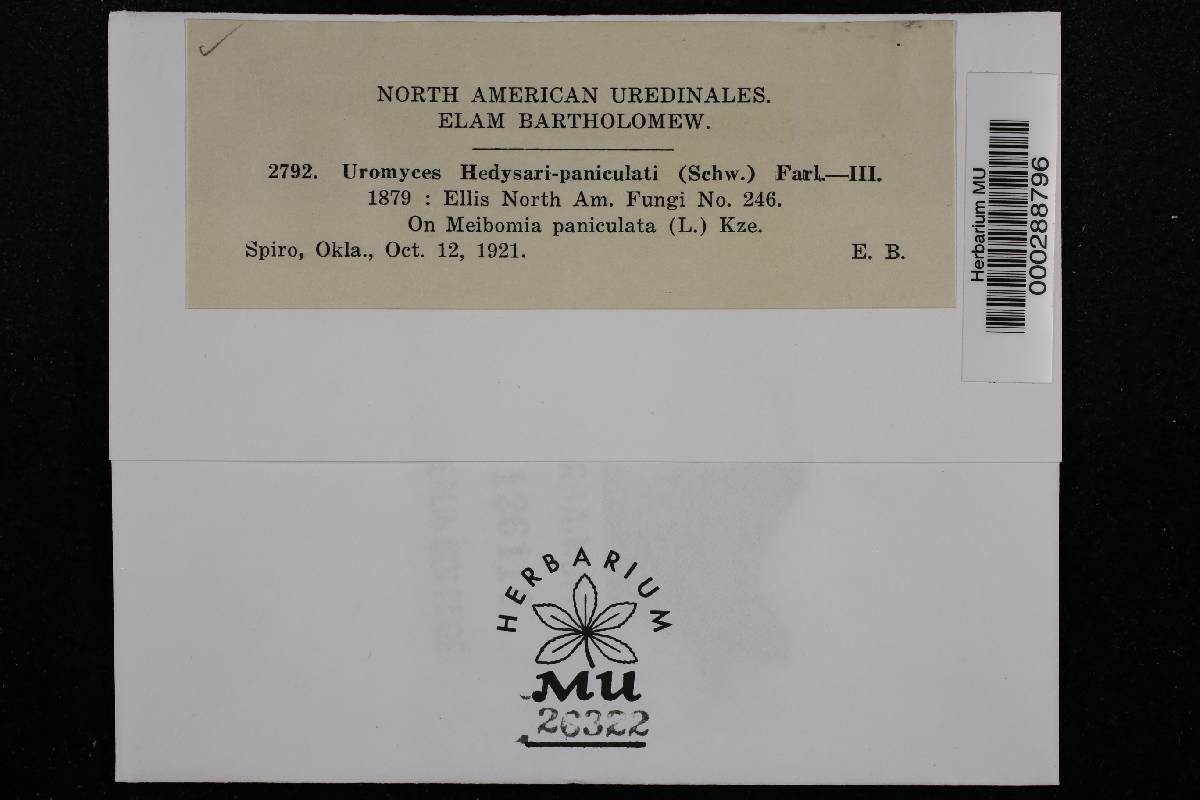 NORTH AMERICAN UREDINALES.
ELAM BARTHOLOMEW.
2792. Uromyces Hedysari-paniculati (Schw.) Farl.—III.
1879 : Ellis North Am. Fungi No. 246.
On Meibomia paniculata (L.) Kze.
Spiro, Okla., Oct. 12, 1921. E. B.
Herbarium MU
000288796
HERBARIUM
MU
26322